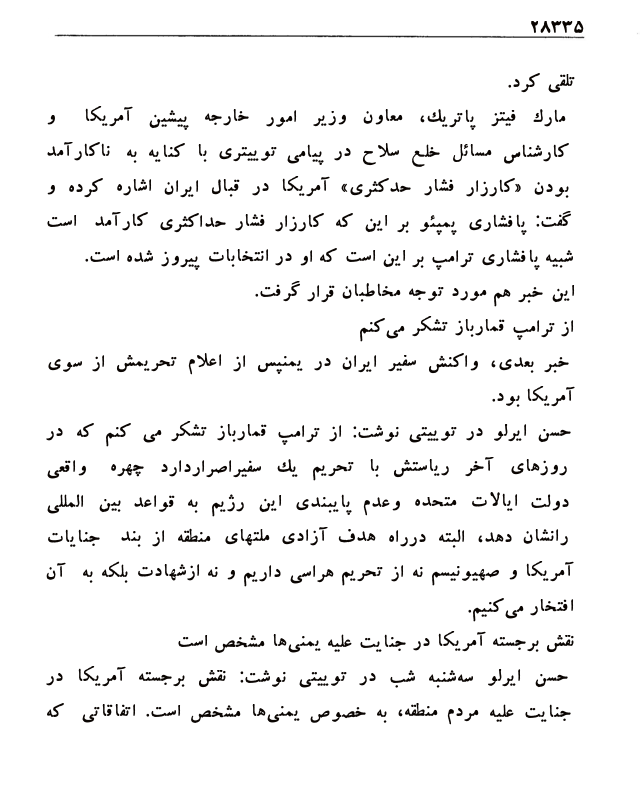 ۲۸۳۳۵
تلقی کرد.
مارك فیتز پاتریك، معاون وزیر امور خارجه پیشین آمریکا و
کارشناس مسائل خلع سلاح در پیامی توییتری با کنایه به ناکارآمد
بودن «کارزار فشار حدکثری» آمریکا در قبال ایران اشاره کرده و
گفت: پافشاری پمپئو بر این که کارزار فشار حداکثری کارآمد است
شبیه پافشاری ترامپ بر این است که او در انتخابات پیروز شده است.
این خبر هم مورد توجه مخاطبان قرار گرفت.
از ترامپ قمارباز تشکر می‌کنم
خبر بعدی، واکنش سفیر ایران در یمنپس از اعلام تحریمش از سوی
آمریکا بود.
حسن ایرلو در توییتی نوشت: از ترامپ قمارباز تشکر می کنم که در
روزهای آخر ریاستش با تحریم یك سفیراصراردارد چهره واقعی
دولت ایالات متحده وعدم پایبندی این رژیم به قواعد بین المللی
رانشان دهد، البته درراه هدف آزادی ملتهای منطقه از بند جنایات
آمریکا و صهیونیسم نه از تحریم هراسی داریم و نه ازشهادت بلکه به آن
افتخار می‌کنیم.
نقش برجسته آمریکا در جنایت علیه یمنی‌ها مشخص است
حسن ایرلو سه‌شنبه شب در توییتی نوشت: نقش برجسته آمریکا در
جنایت علیه مردم منطقه، به خصوص یمنی‌ها مشخص است. اتفاقاتی که